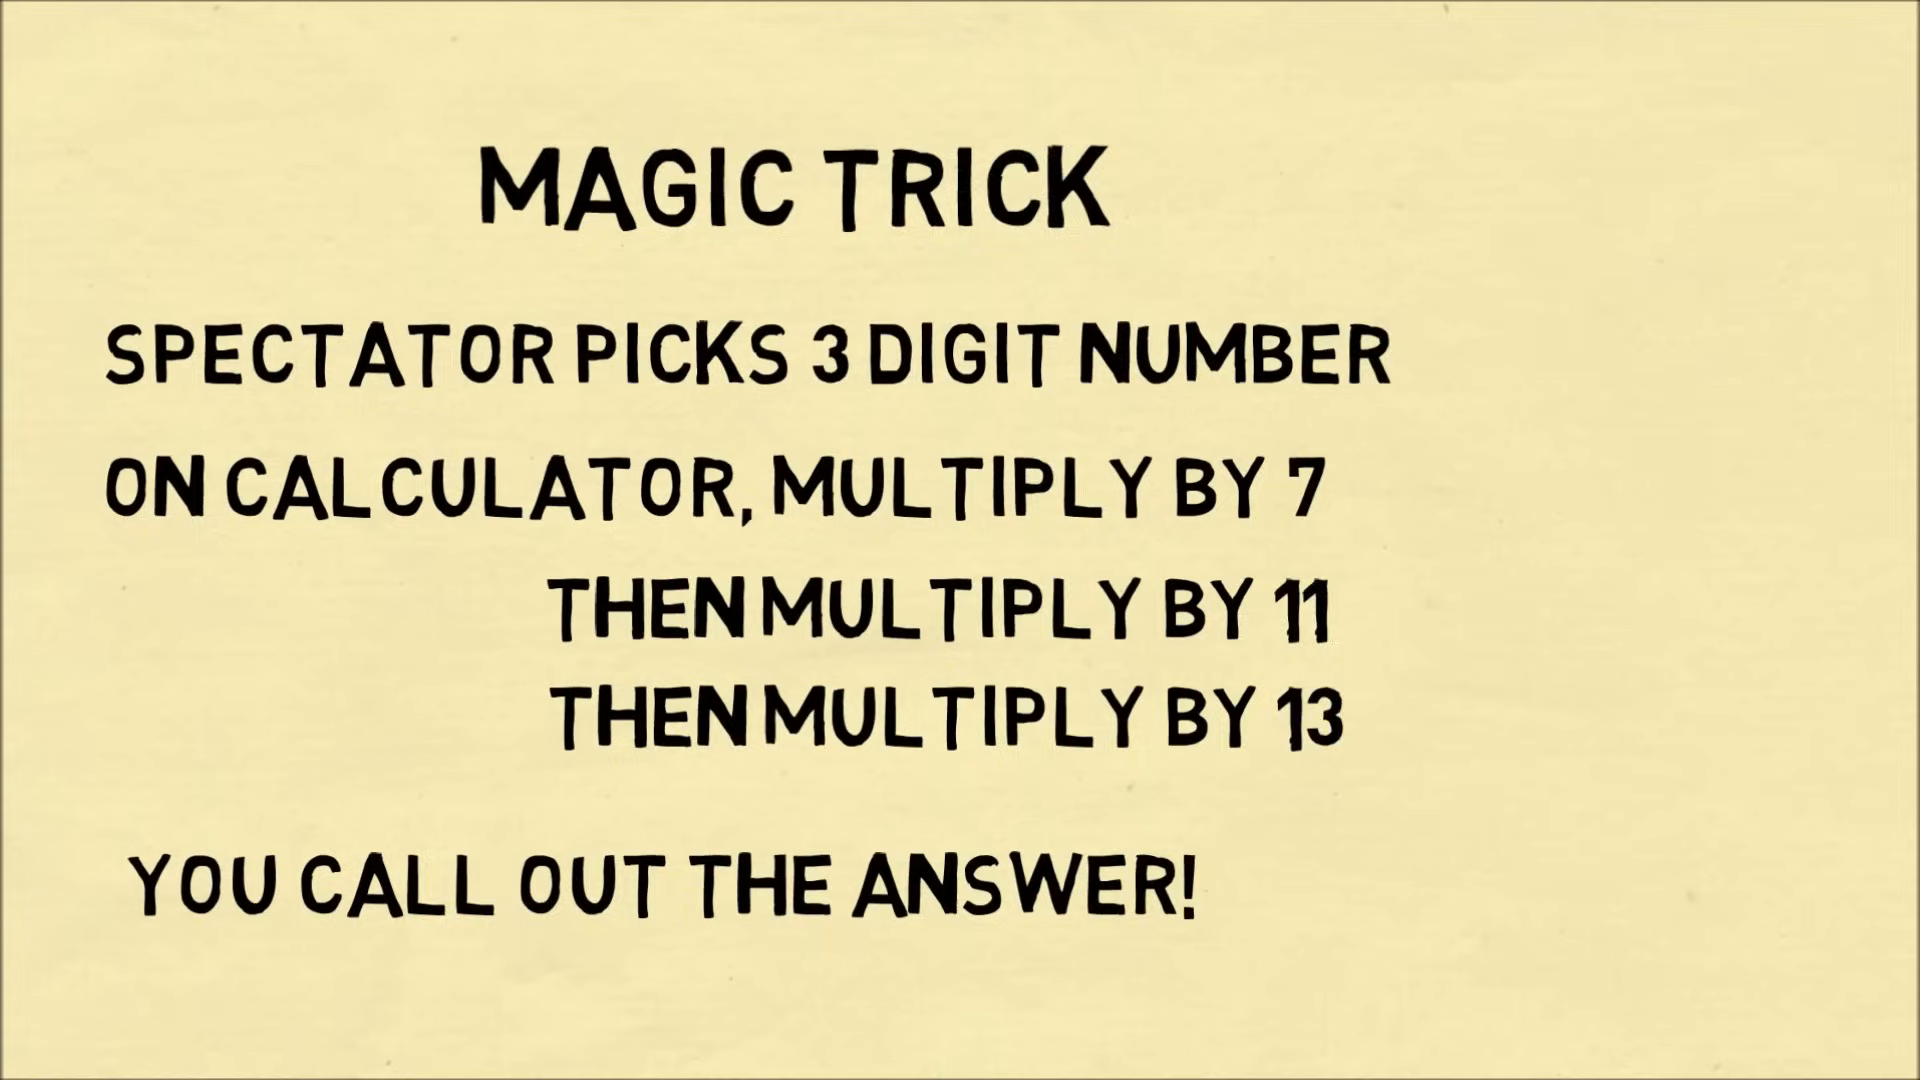 MAGIC TRICK
SPECTATOR PICKS 3 DIGIT NUMBER
ON CALCULATOR, MULTIPLY BY 7
THEN MULTIPLY BY 11
THEN MULTIPLY BY 13
YOU CALL OUT THE ANSWER!